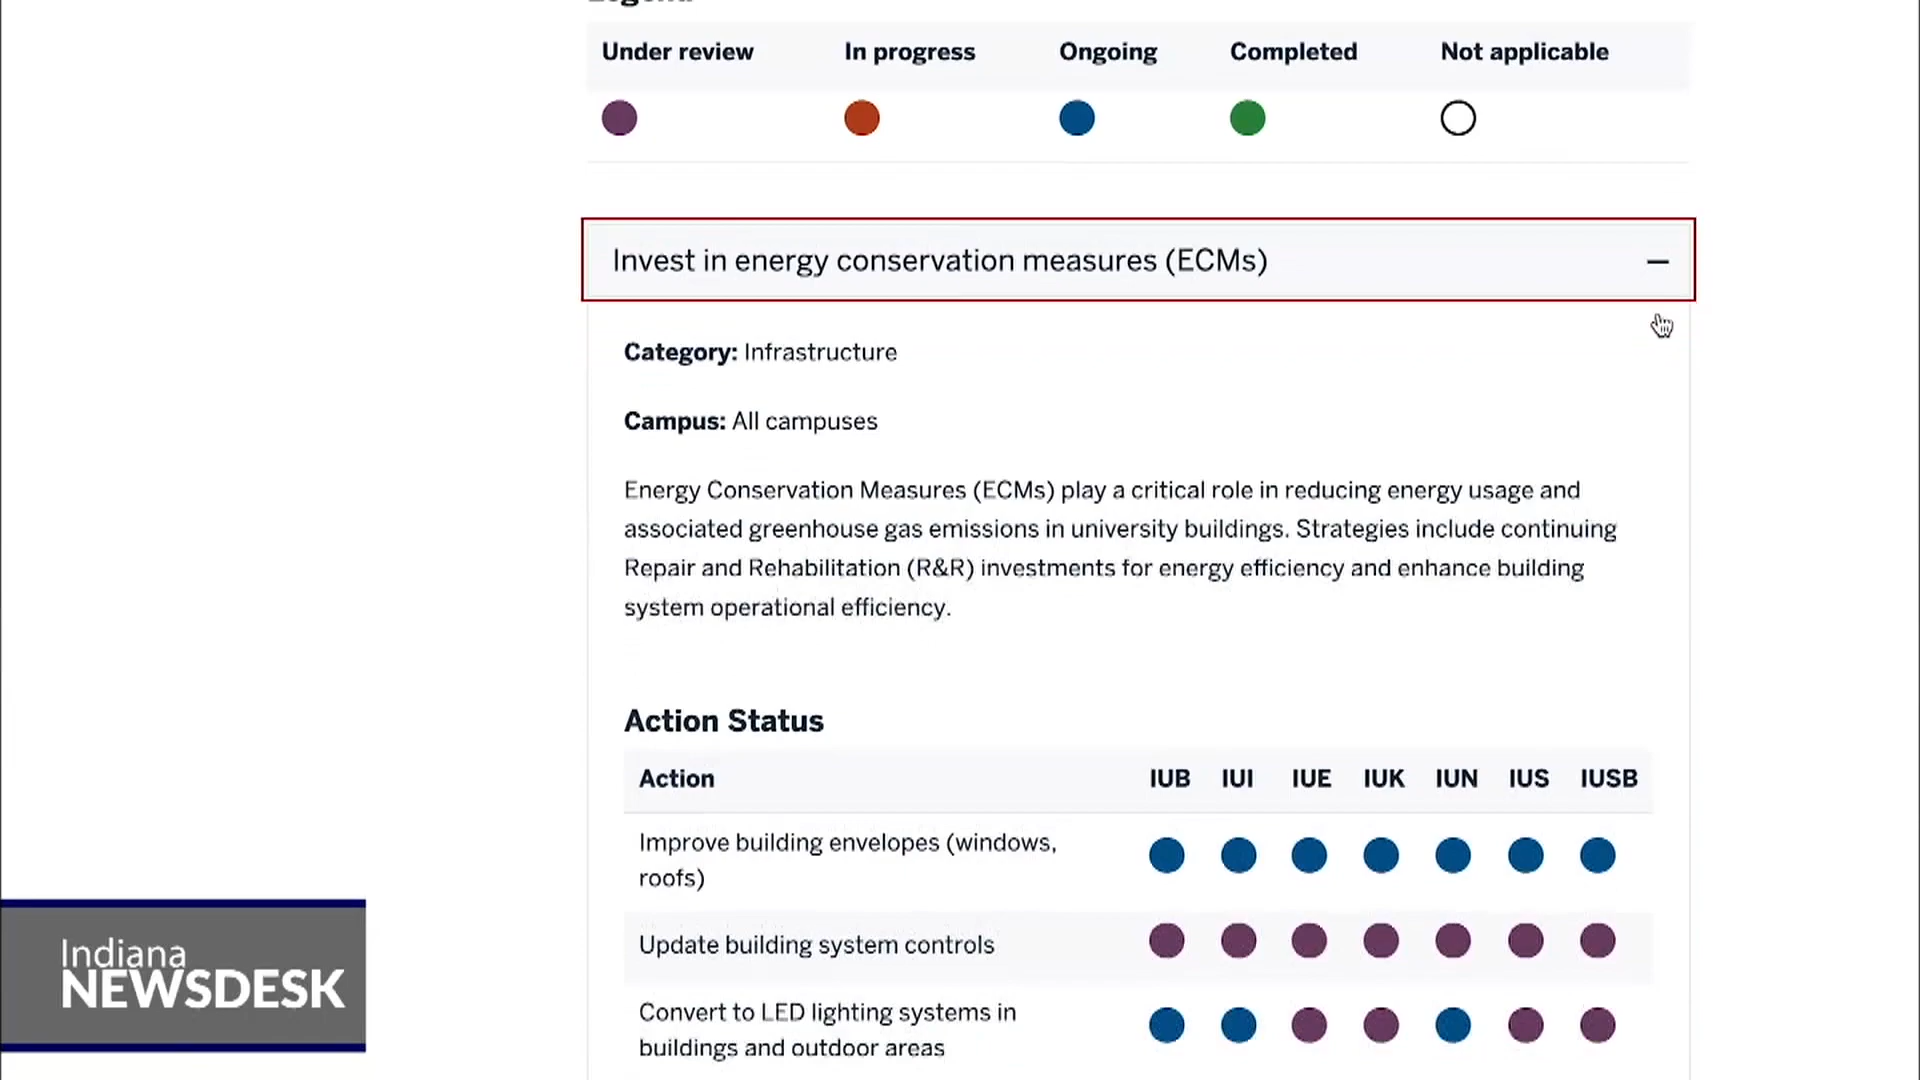 Legend
Under review In progress Ongoing Completed Not applicable
Invest in energy conservation measures (ECMs)
Category: Infrastructure
Campus: All campuses
Energy Conservation Measures (ECMs) play a critical role in reducing energy usage and
associated greenhouse gas emissions in university buildings. Strategies include continuing
Repair and Rehabilitation (R&R) investments for energy efficiency and enhance building
system operational efficiency.
Action Status
Action IUB IUI IUE IUK IUN IUS IUSB
Improve building envelopes (windows,
roofs)
Update building system controls
Convert to LED lighting systems in
buildings and outdoor areas
Indiana
NEWSDESK